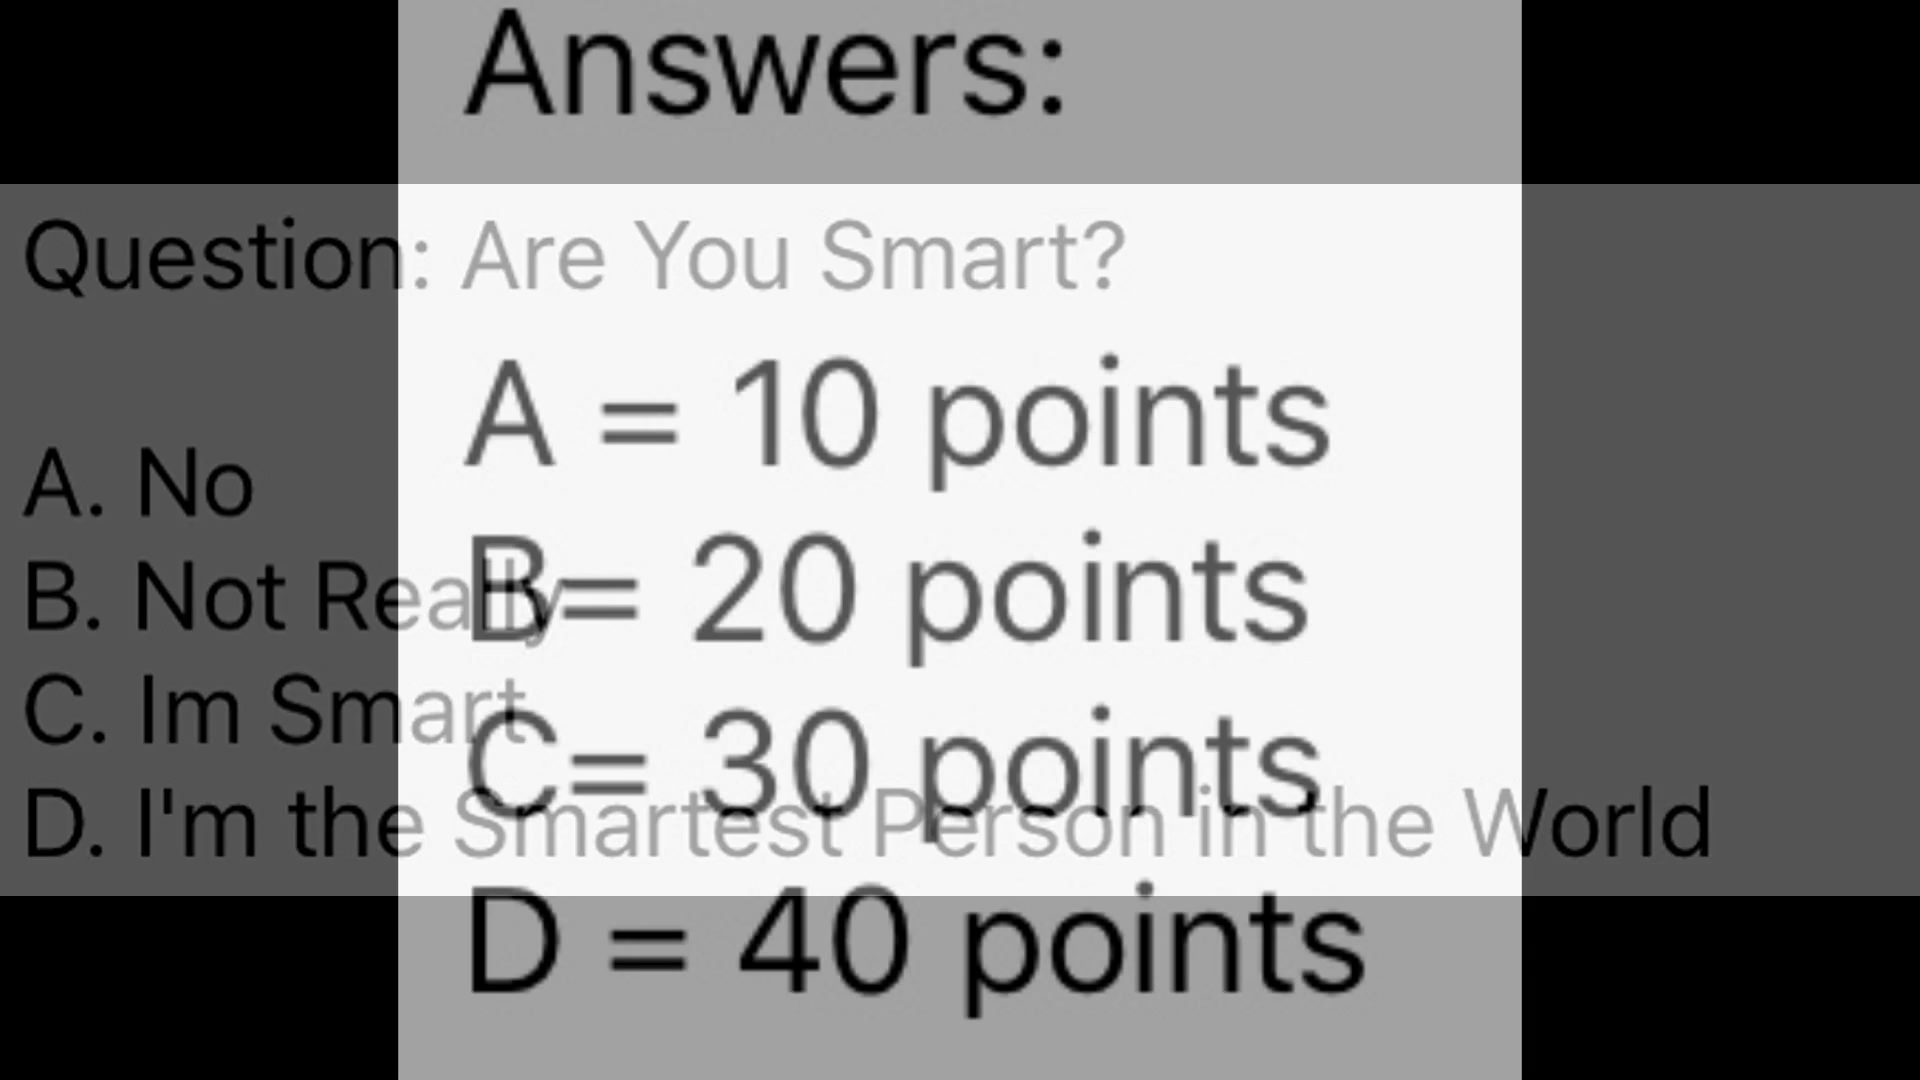 Answers:
Question: Are You Smart?
A = 10 points
A. No
B. Not Really
B= 20 points
C. Im Smart
C= 30 points
D. I'm the Smartest Person in the World
D = 40 points